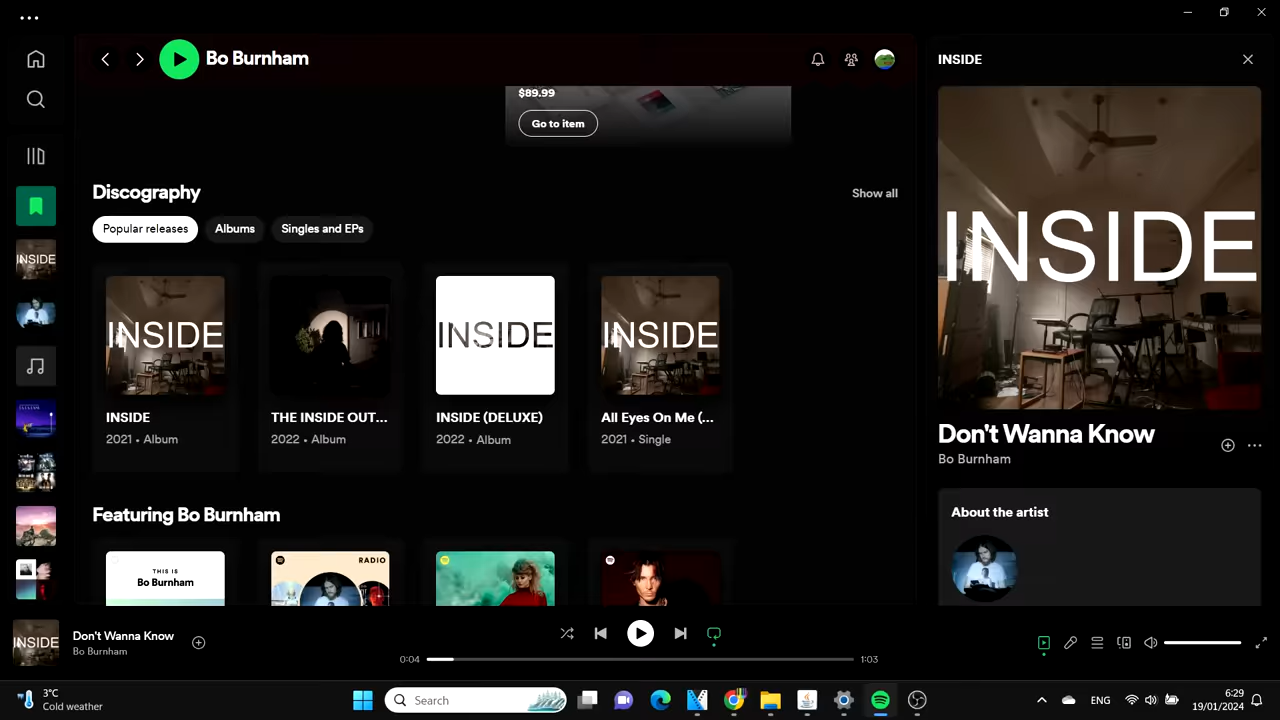 Bo Burnham
$89.99
Go to item
Discography
Show all
Popular releases
Albums
Singles and EPs
INSIDE
INSIDE
INSIDE
INSIDE
INSIDE
2021 • Album
THE INSIDE OUT...
2022 • Album
INSIDE (DELUXE)
2022 • Album
All Eyes On Me (...
2021 • Single
Featuring Bo Burnham
THIS IS
Bo Burnham
RADIO
INSIDE
INSIDE
Don't Wanna Know
Bo Burnham
About the artist
INSIDE
Don't Wanna Know
Bo Burnham
0:04
1:03
3°C
Cold weather
Search
ENG
6:29
19/01/2024